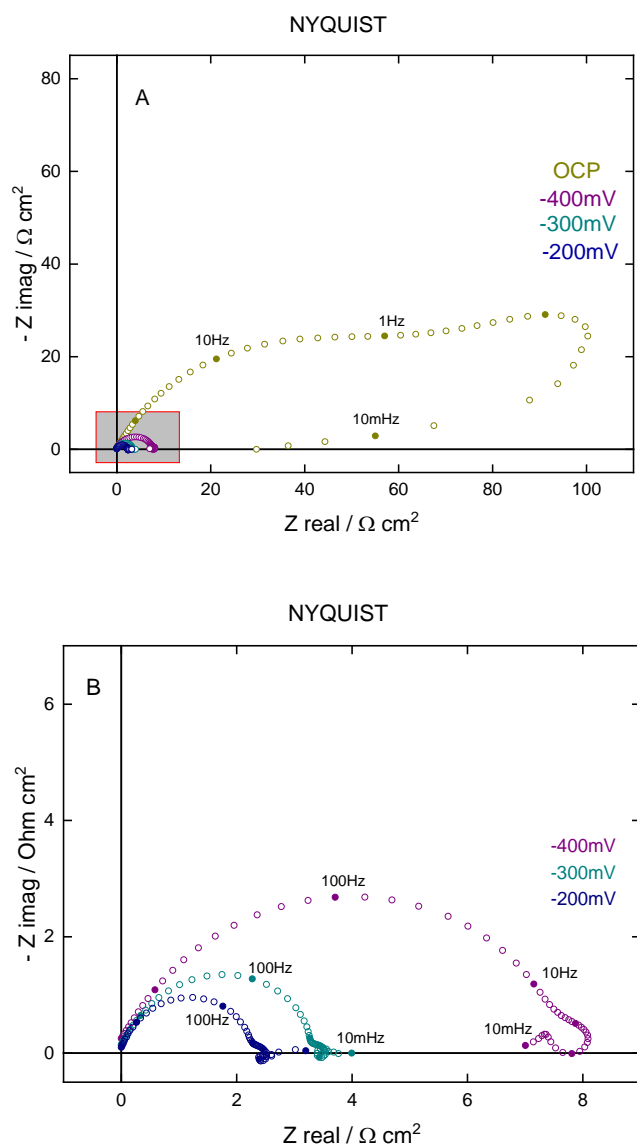 NYQUIST
A
80
60
40
20
0
- Z imag / Ω cm²
OCP
-400mV
-300mV
-200mV
10Hz
1Hz
10mHz
0 20 40 60 80 100
Z real / Ω cm²
NYQUIST
B
6
4
2
0
- Z imag / Ohm cm²
-400mV
-300mV
-200mV
100Hz
100Hz
100Hz
10Hz
10mHz
10mHz
0 2 4 6 8
Z real / Ω cm²